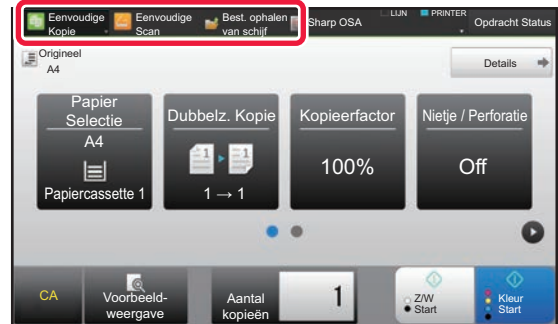 Eenvoudige
Kopie
Eenvoudige
Scan
Best. ophalen
van schijf
Sharp OSA
LIJN
PRINTER
Opdracht Status
Origineel
A4
Details
Papier
Selectie
A4
Papiercassette 1
Dubbelz. Kopie
1
1
1 → 1
Kopieerfactor
100%
Nietje / Perforatie
Off
CA
Voorbeeld-
weergave
Aantal
kopieën
1
Z/W
Start
Kleur
Start